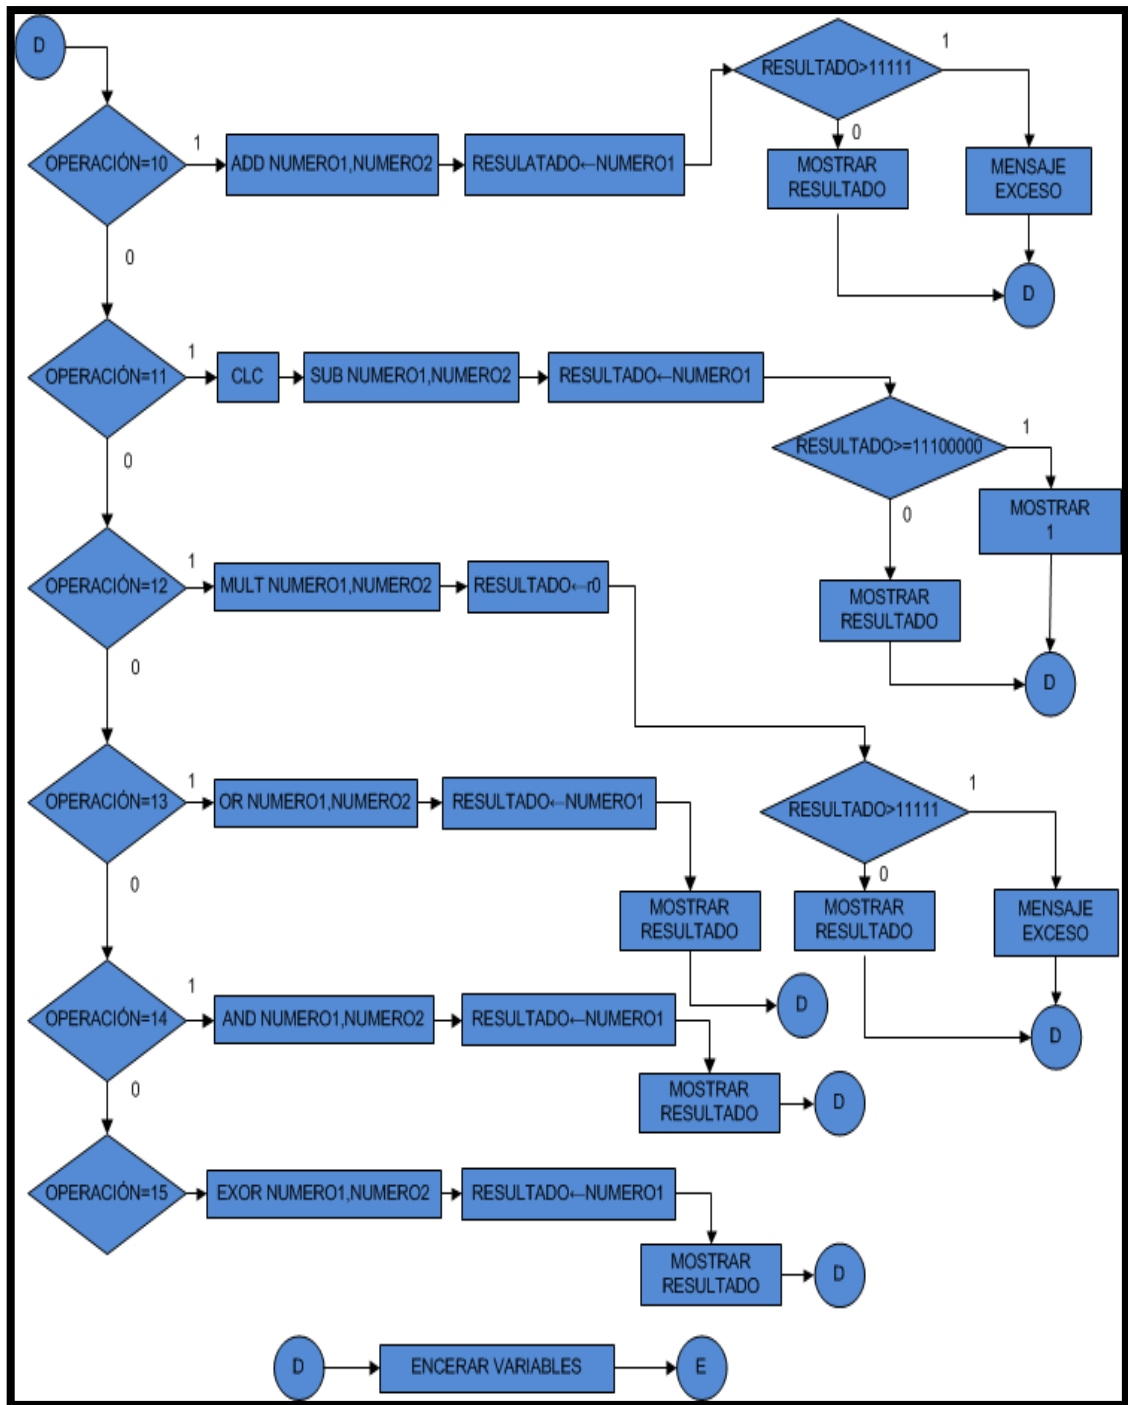 D
OPERACIÓN=10
1
ADD NUMERO1,NUMERO2
RESULATADO←NUMERO1
RESULTADO>11111
1
0
MOSTRAR
RESULTADO
MENSAJE
EXCESO
D
0
OPERACIÓN=11
1
CLC
SUB NUMERO1,NUMERO2
RESULTADO←NUMERO1
RESULTADO>=11100000
1
MOSTRAR
1
0
MOSTRAR
RESULTADO
D
0
OPERACIÓN=12
1
MULT NUMERO1,NUMERO2
RESULTADO←r0
0
RESULTADO>11111
1
0
MOSTRAR
RESULTADO
MENSAJE
EXCESO
D
OPERACIÓN=13
1
OR NUMERO1,NUMERO2
RESULTADO←NUMERO1
MOSTRAR
RESULTADO
D
0
OPERACIÓN=14
1
AND NUMERO1,NUMERO2
RESULTADO←NUMERO1
MOSTRAR
RESULTADO
D
0
OPERACIÓN=15
EXOR NUMERO1,NUMERO2
RESULTADO←NUMERO1
MOSTRAR
RESULTADO
D
D
ENCERAR VARIABLES
E